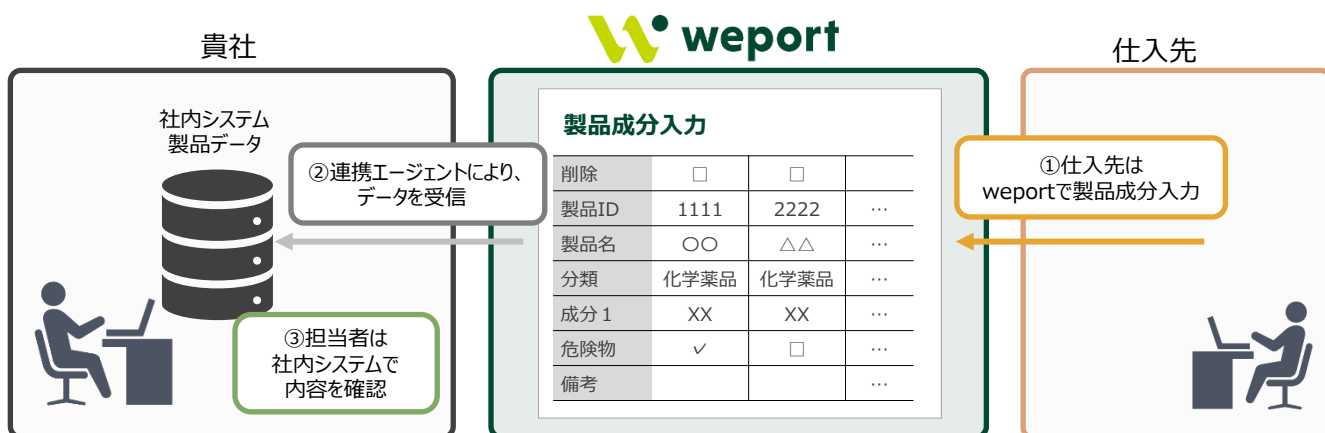 貴社
weport
仕入先
社内システム
製品データ
②連携エージェントにより、
データを受信
製品成分入力
削除 □ □
製品ID 1111 2222 …
製品名 〇〇 △△ …
分類 化学薬品 化学薬品 …
成分１ XX XX …
危険物 ✓ □ …
備考 …
①仕入先は
weportで製品成分入力
③担当者は
社内システムで
内容を確認